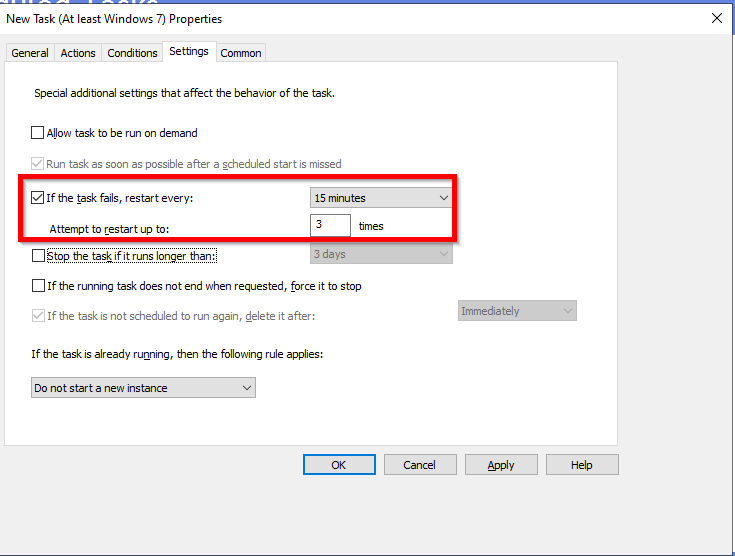 New Task (At least Windows 7) Properties
General Actions Conditions Settings Common
Special additional settings that affect the behavior of the task.
Allow task to be run on demand
Run task as soon as possible after a scheduled start is missed
If the task fails, restart every: 15 minutes
Attempt to restart up to: 3 times
Stop the task if it runs longer than: 3 days
If the running task does not end when requested, force it to stop
If the task is not scheduled to run again, delete it after: Immediately
If the task is already running, then the following rule applies:
Do not start a new instance
OK Cancel Apply Help